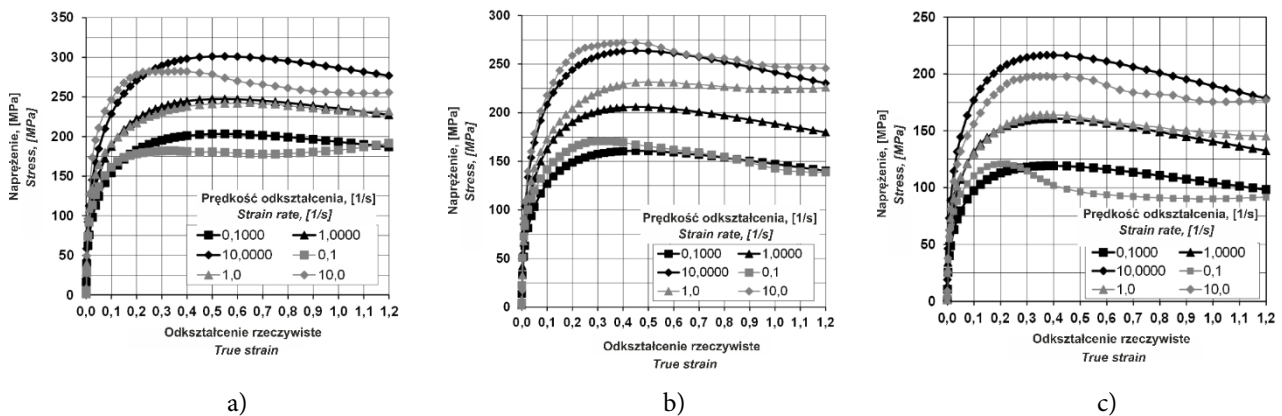 350
300
250
200
150
100
50
0
Naprężenie, [MPa]
Stress, [MPa]
Prędkość odkształcenia, [1/s]
Strain rate, [1/s]
0,1000 1,0000
10,0000 0,1
1,0 10,0
0,0 0,1 0,2 0,3 0,4 0,5 0,6 0,7 0,8 0,9 1,0 1,1 1,2
Odkształcenie rzeczywiste
True strain
a)
300
250
200
150
100
50
0
Naprężenie, [MPa]
Stress, [MPa]
Prędkość odkształcenia, [1/s]
Strain rate, [1/s]
0,1000 1,0000
10,0000 0,1
1,0 10,0
0,0 0,1 0,2 0,3 0,4 0,5 0,6 0,7 0,8 0,9 1,0 1,1 1,2
Odkształcenie rzeczywiste
True strain
b)
250
200
150
100
50
0
Naprężenie, [MPa]
Stress, [MPa]
Prędkość odkształcenia, [1/s]
Strain rate, [1/s]
0,1000 1,0000
10,0000 0,1
1,0 10,0
0,0 0,1 0,2 0,3 0,4 0,5 0,6 0,7 0,8 0,9 1,0 1,1 1,2
Odkształcenie rzeczywiste
True strain
c)